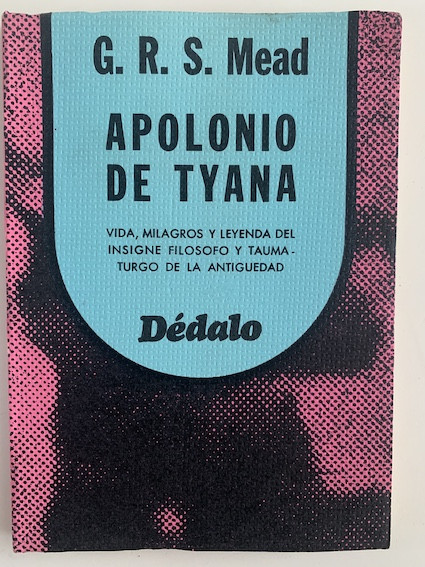 G. R. S. Mead
APOLONIO
DE TYANA
VIDA, MILAGROS Y LEYENDA DEL
INSIGNE FILOSOFO Y TAUMA-
TURGO DE LA ANTIGUEDAD
Dédalo